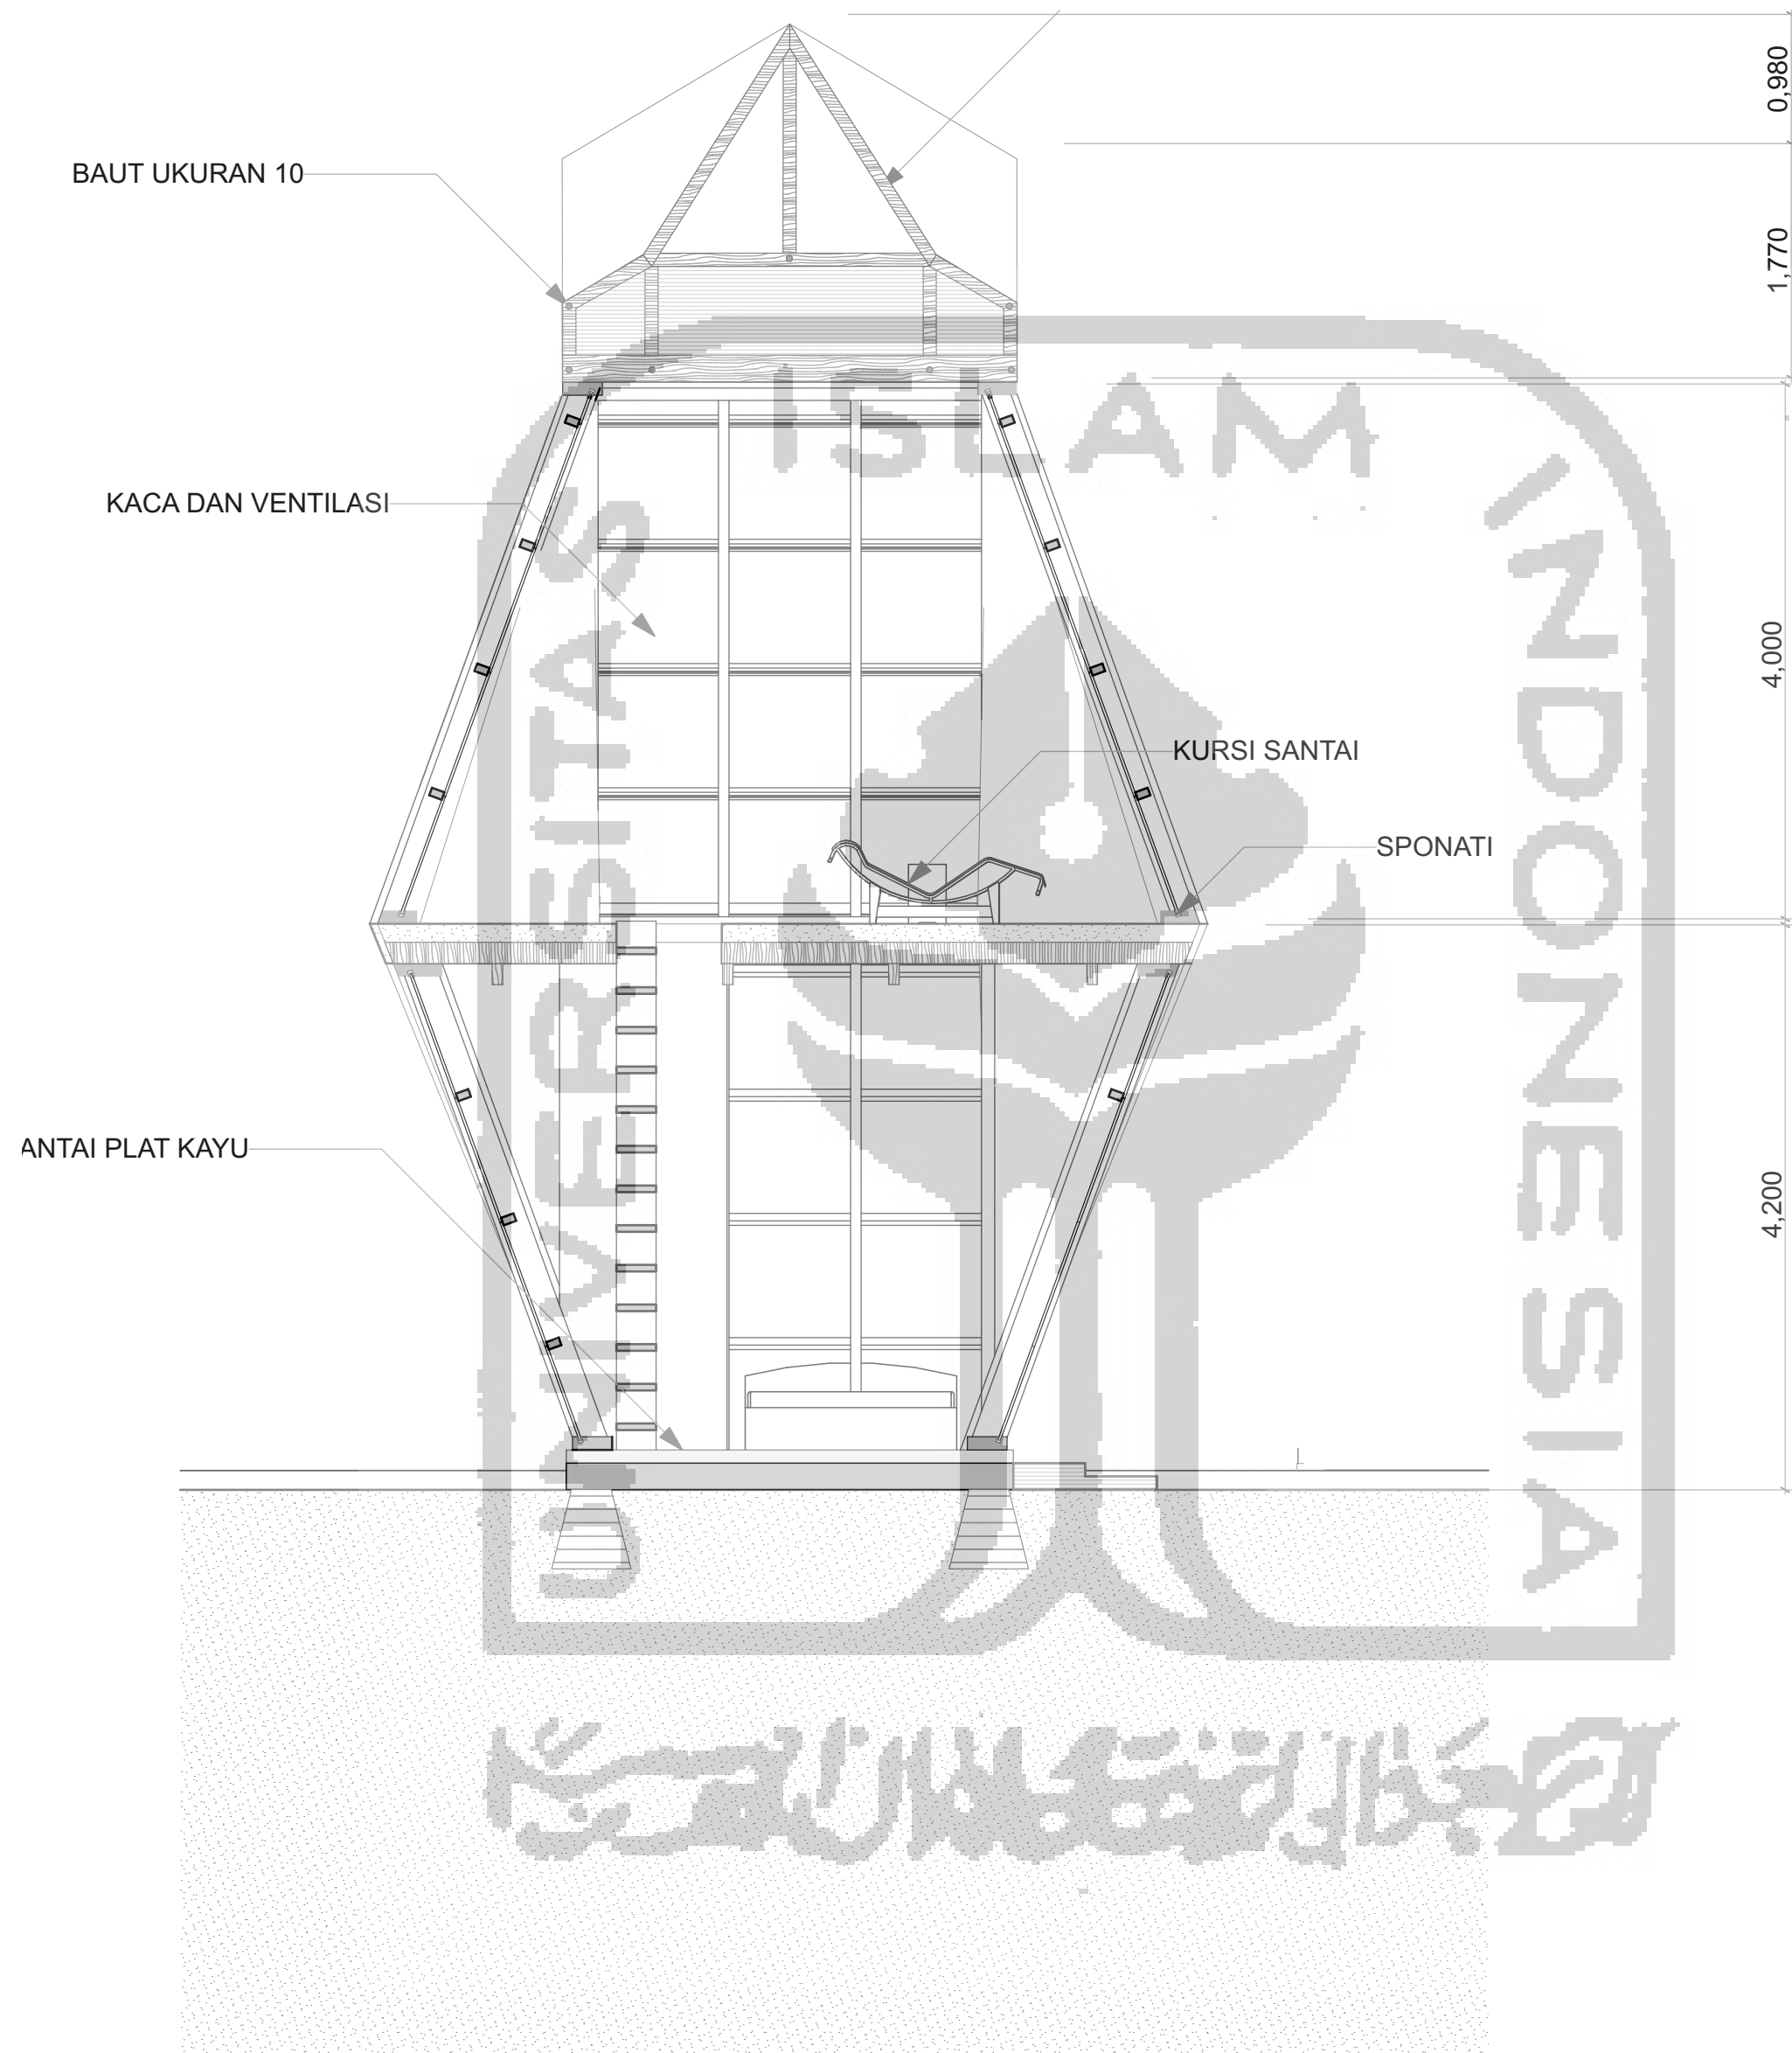 0,980
BAUT UKURAN 10
1,770
ISLAM
KACA DAN VENTILASI
UNIVERSITAS
INDONESIA
4,000
KURSI SANTAI
SPONATI
ANTAI PLAT KAYU
4,200